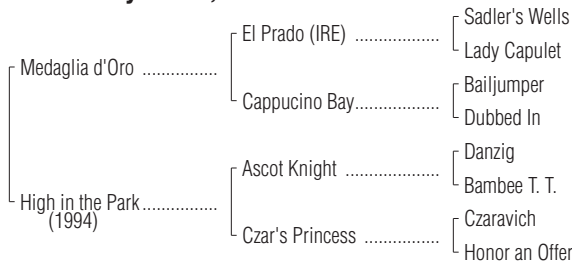 Sadler's Wells
El Prado (IRE) ..................
Lady Capulet
Medaglia d'Oro ................
Bailjumper
Cappucino Bay...................
Dubbed In
Danzig
Ascot Knight ....................
Bambee T. T.
High in the Park ................
(1994)
Czaravich
Czar's Princess ................
Honor an Offer